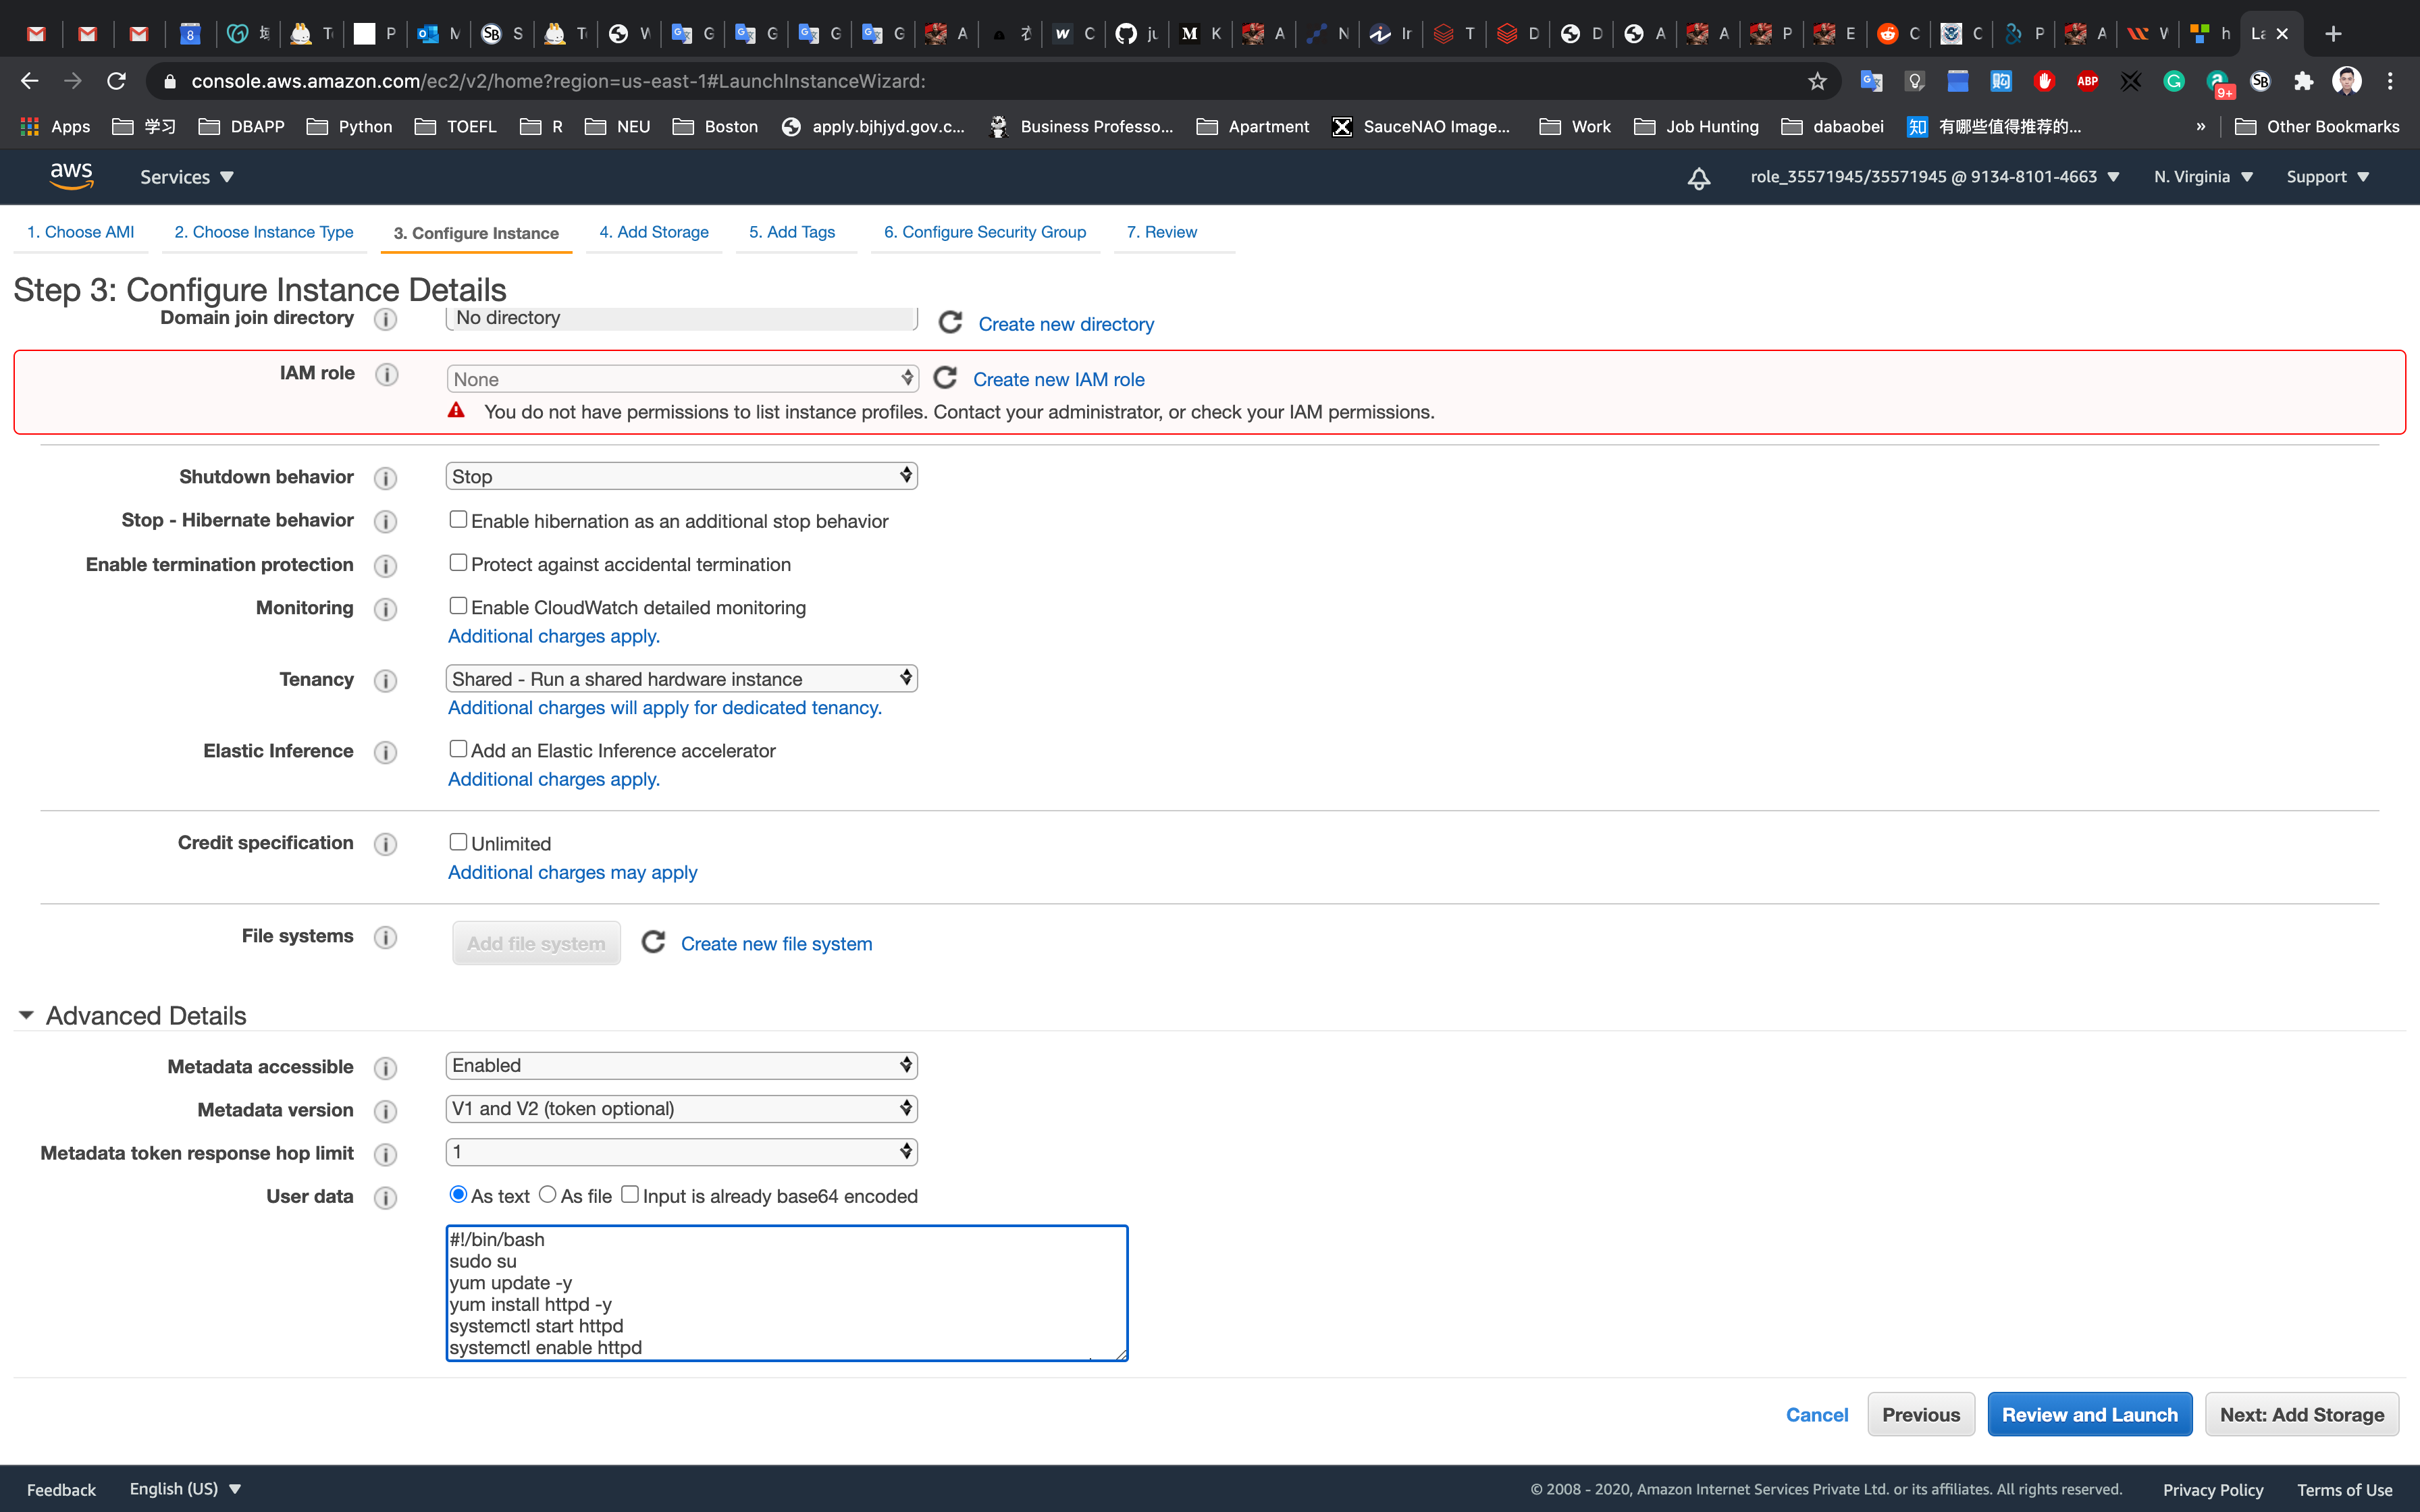 console.aws.amazon.com/ec2/v2/home?region=us-east-1#LaunchInstanceWizard:
Apps 学习 DBAPP Python TOEFL R NEU Boston apply.bjhjyd.gov.c... Business Professo... Apartment SauceNAO Image... Work Job Hunting dabaobei 有哪些值得推荐的... » Other Bookmarks
aws Services role_35571945/35571945 @ 9134-8101-4663 N. Virginia Support
1. Choose AMI 2. Choose Instance Type 3. Configure Instance 4. Add Storage 5. Add Tags 6. Configure Security Group 7. Review
Step 3: Configure Instance Details
Domain join directory No directory Create new directory
IAM role None Create new IAM role
You do not have permissions to list instance profiles. Contact your administrator, or check your IAM permissions.
Shutdown behavior Stop
Stop - Hibernate behavior Enable hibernation as an additional stop behavior
Enable termination protection Protect against accidental termination
Monitoring Enable CloudWatch detailed monitoring
Additional charges apply.
Tenancy Shared - Run a shared hardware instance
Additional charges will apply for dedicated tenancy.
Elastic Inference Add an Elastic Inference accelerator
Additional charges apply.
Credit specification Unlimited
Additional charges may apply
File systems Add file system Create new file system
Advanced Details
Metadata accessible Enabled
Metadata version V1 and V2 (token optional)
Metadata token response hop limit 1
User data As text As file Input is already base64 encoded
#!/bin/bash
sudo su
yum update -y
yum install httpd -y
systemctl start httpd
systemctl enable httpd
Cancel Previous Review and Launch Next: Add Storage
Feedback English (US) © 2008 - 2020, Amazon Internet Services Private Ltd. or its affiliates. All rights reserved. Privacy Policy Terms of Use